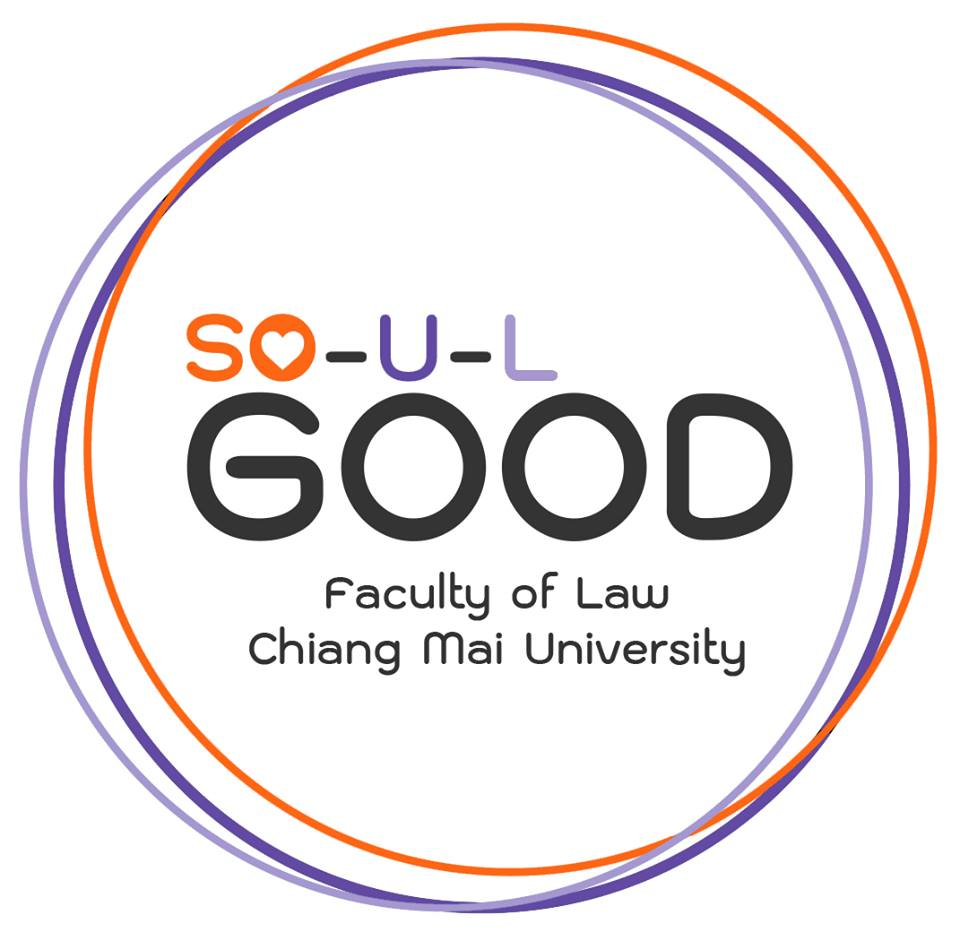 SO-U-L
GOOD
Faculty of Law
Chiang Mai University